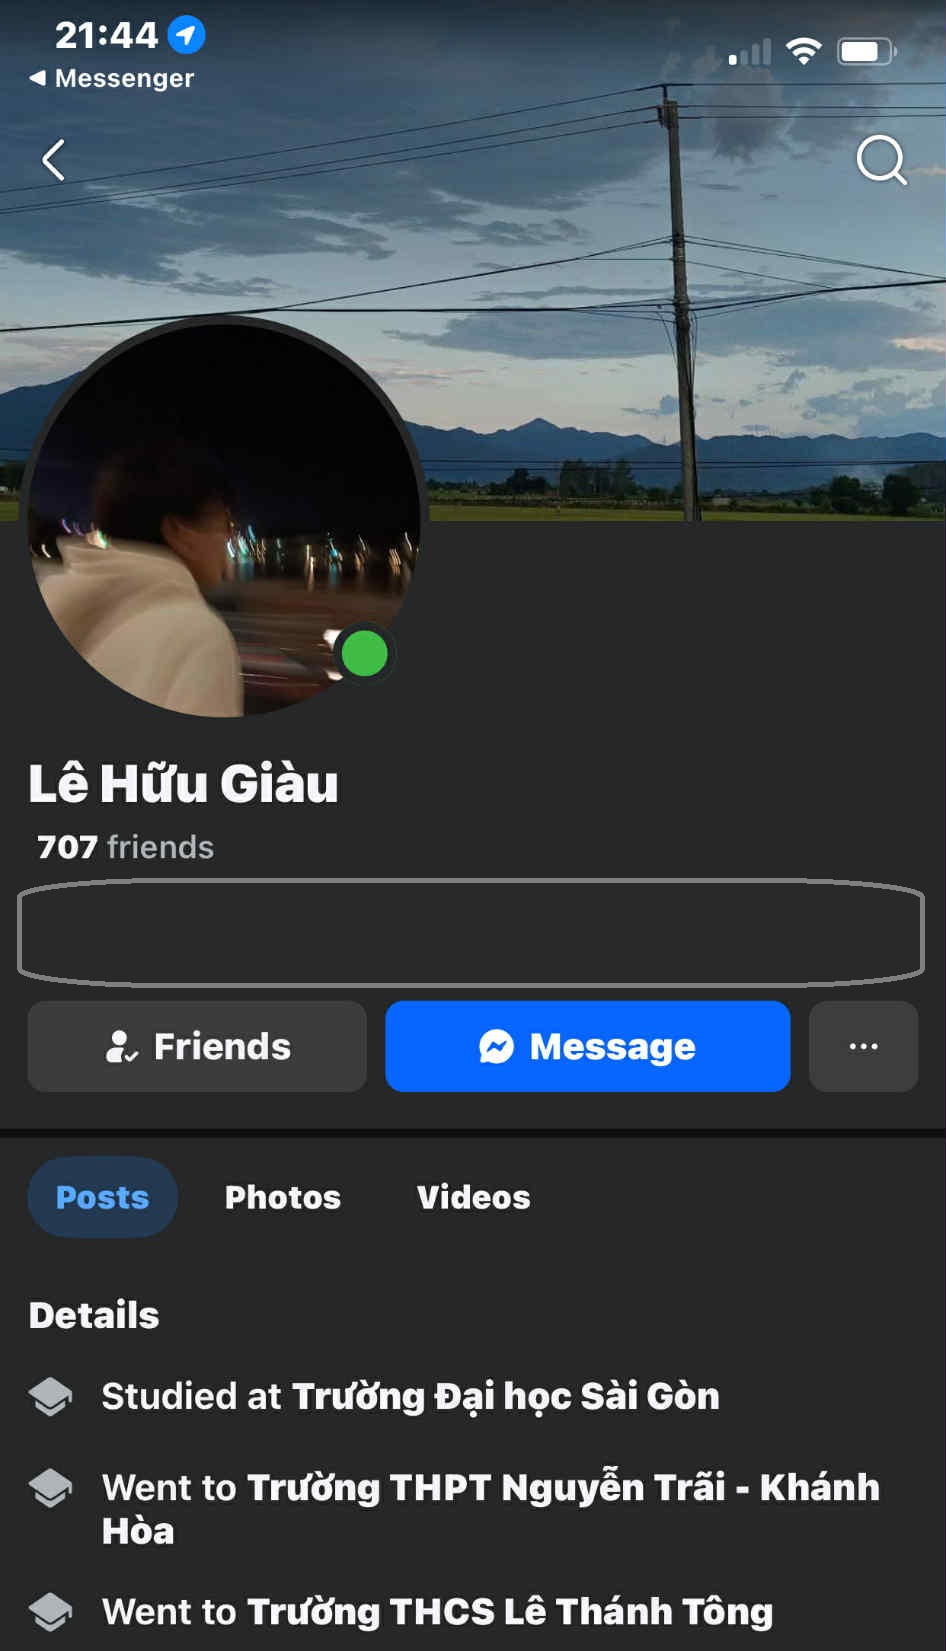 21:44
Messenger
Lê Hữu Giàu
707 friends
Friends
Message
Posts
Photos
Videos
Details
Studied at Trường Đại học Sài Gòn
Went to Trường THPT Nguyễn Trãi - Khánh
Hòa
Went to Trường THCS Lê Thánh Tông